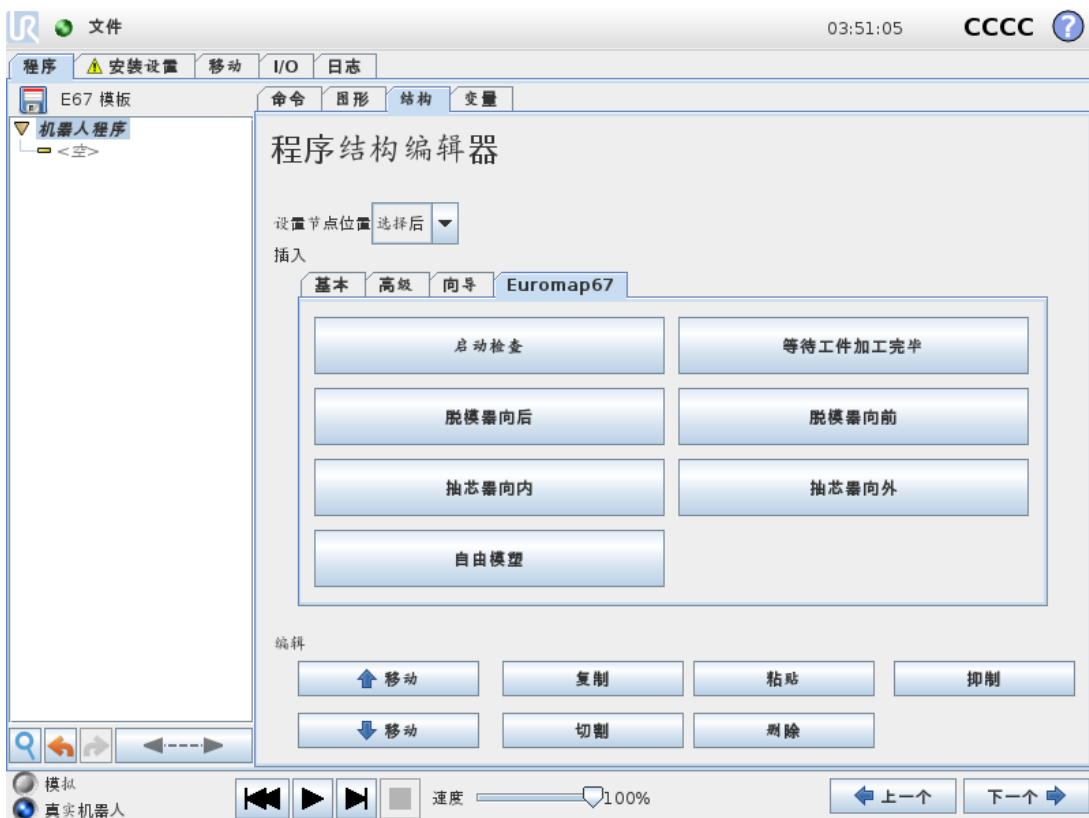 UR 文件 03:51:05 CCCC ?
程序 安装设置 移动 I/O 日志
E67 模板
命令 图形 结构 变量
机器人程序
<空>
程序结构编辑器
设置节点位置 选择后
插入
基本 高级 向导 Euromap67
启动检查 等待工件加工完毕
脱模器向后 脱模器向前
抽芯器向内 抽芯器向外
自由模塑
编辑
移动 复制 粘贴 抑制
移动 切割 删除
模拟
真实机器人
速度 100%
上一个 下一个